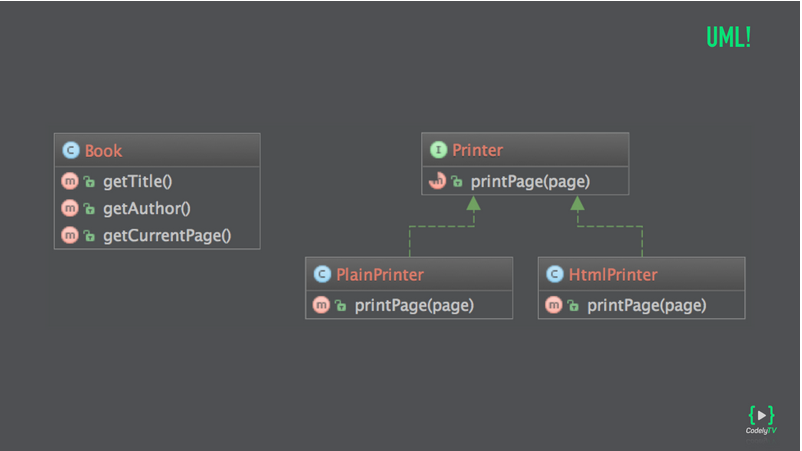 UML!
C Book
m getTitle()
m getAuthor()
m getCurrentPage()
I Printer
m printPage(page)
C PlainPrinter
m printPage(page)
C HtmlPrinter
m printPage(page)
CodelyTV